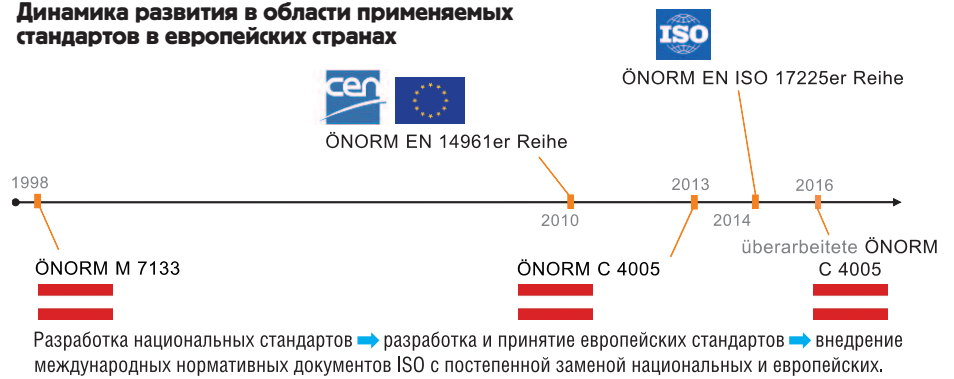 Динамика развития в области применяемых
стандартов в европейских странах
ISO
ÖNORM EN ISO 17225er Reihe
cen
ÖNORM EN 14961er Reihe
1998
2013
2016
2010
2014
überarbeitete ÖNORM
C 4005
ÖNORM M 7133
ÖNORM C 4005
Разработка национальных стандартов ➡ разработка и принятие европейских стандартов ➡ внедрение
международных нормативных документов ISO с постепенной заменой национальных и европейских.